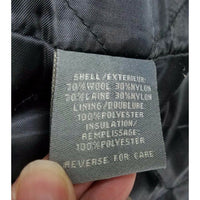 SHELL/EXTERIEUR:
70%WOOL 30%NYLON
70%LAINE 30%NYLON
LINING/DOUBLURE:
100%POLYESTER
INSULATION/
REMPLISSAGE:
100%POLYESTER
REVERSE FOR CARE